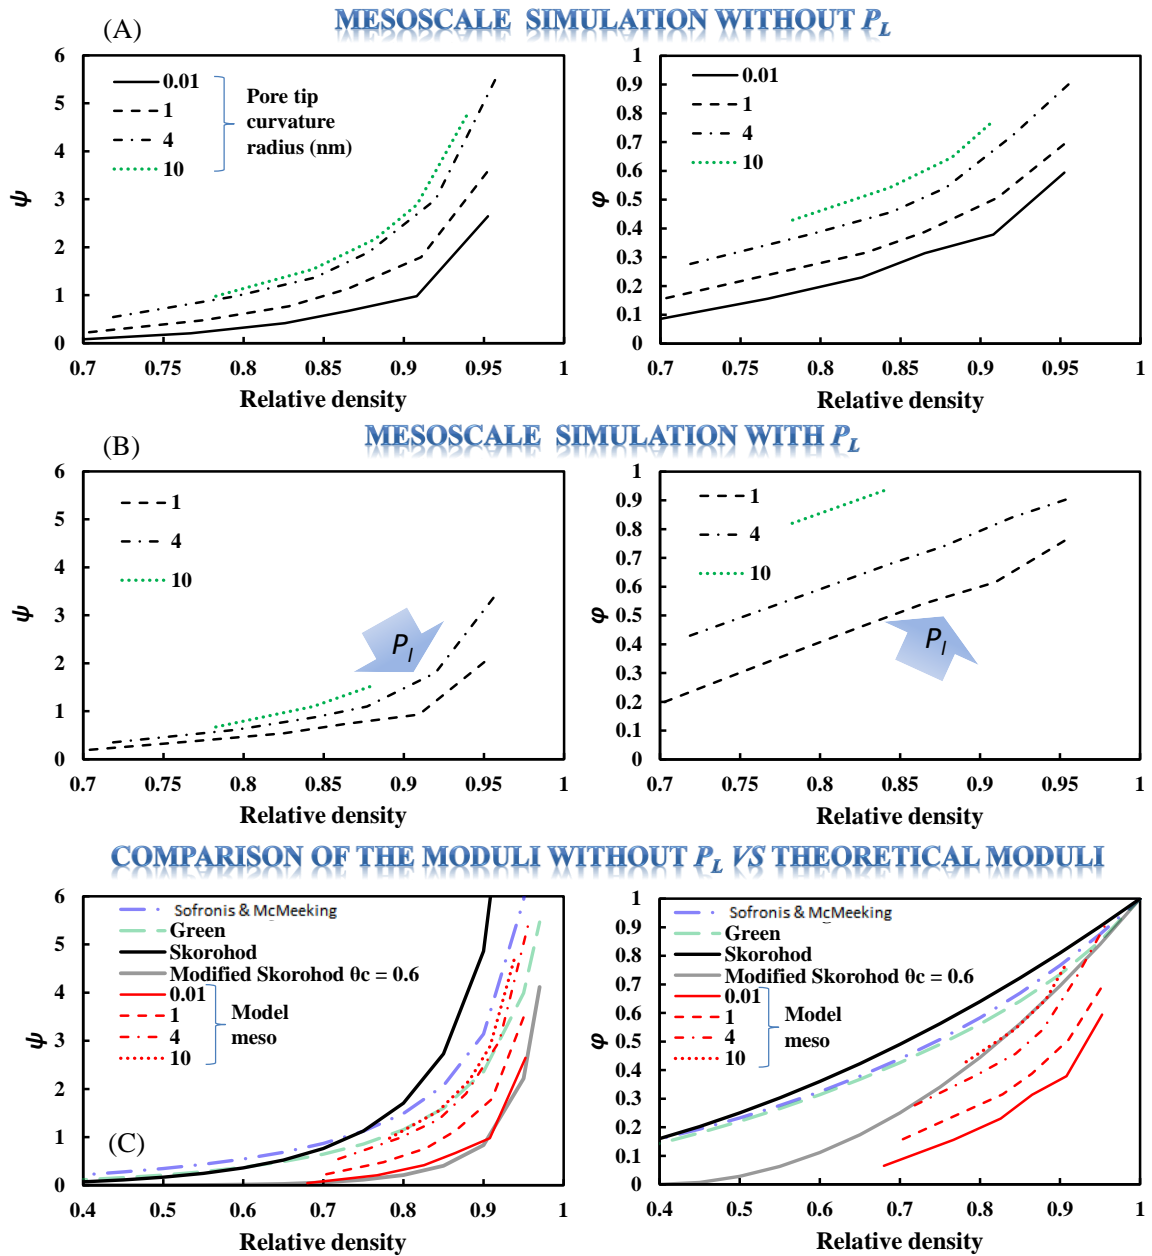 (A)
MESOSCALE SIMULATION WITHOUT P_L
6
5
4
3
2
1
0
ψ
0.01
1
4
10
Pore tip
curvature
radius (nm)
0.7 0.75 0.8 0.85 0.9 0.95 1
Relative density
1
0.9
0.8
0.7
0.6
0.5
0.4
0.3
0.2
0.1
0
φ
0.01
1
4
10
0.7 0.75 0.8 0.85 0.9 0.95 1
Relative density
(B)
MESOSCALE SIMULATION WITH P_L
6
5
4
3
2
1
0
ψ
1
4
10
P_l
0.7 0.75 0.8 0.85 0.9 0.95 1
Relative density
1
0.9
0.8
0.7
0.6
0.5
0.4
0.3
0.2
0.1
0
φ
1
4
10
P_l
0.7 0.75 0.8 0.85 0.9 0.95 1
Relative density
COMPARISON OF THE MODULI WITHOUT P_L VS THEORETICAL MODULI
6
5
4
3
2
1
0
ψ
Sofronis & McMeeking
Green
Skorohod
Modified Skorohod θc = 0.6
0.01
1
4
10
Model
meso
(C)
0.4 0.5 0.6 0.7 0.8 0.9 1
Relative density
1
0.9
0.8
0.7
0.6
0.5
0.4
0.3
0.2
0.1
0
φ
Sofronis & McMeeking
Green
Skorohod
Modified Skorohod θc = 0.6
0.01
1
4
10
Model
meso
0.4 0.5 0.6 0.7 0.8 0.9 1
Relative density